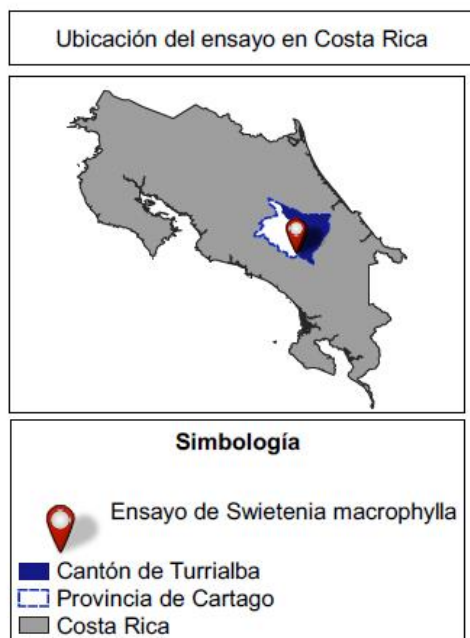 Ubicación del ensayo en Costa Rica
Simbología
Ensayo de Swietenia macrophylla
Cantón de Turrialba
Provincia de Cartago
Costa Rica